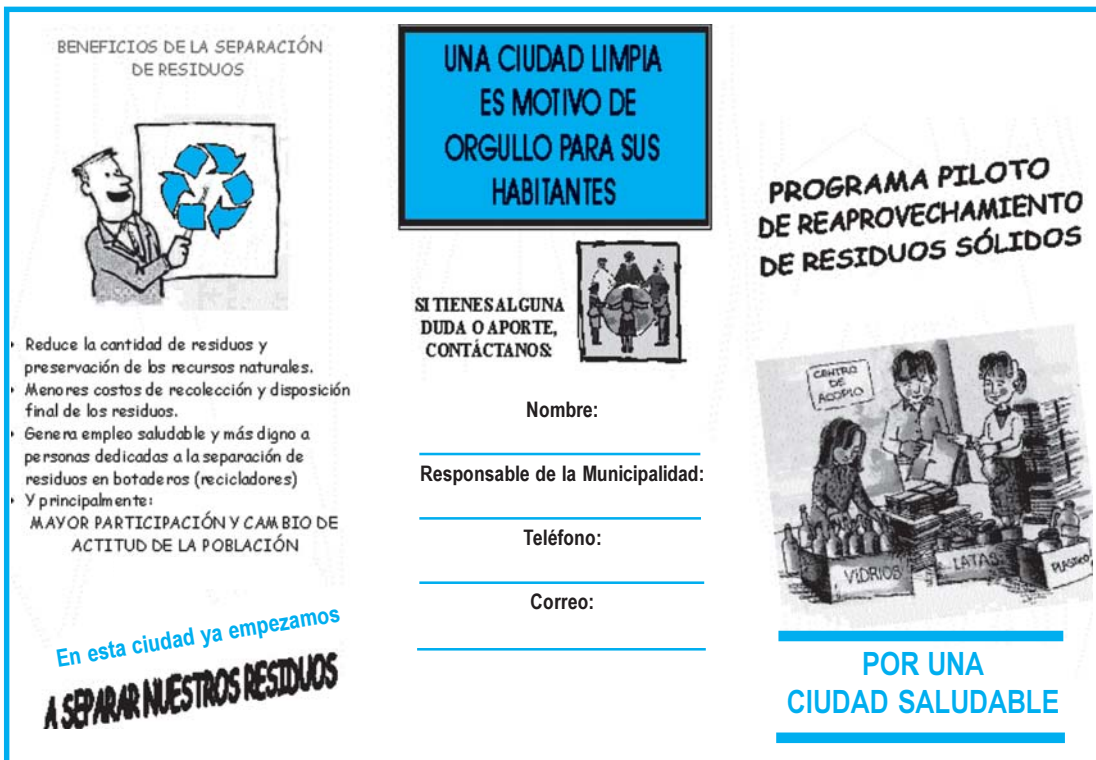 BENEFICIOS DE LA SEPARACIÓN
DE RESIDUOS
• Reduce la cantidad de residuos y
preservación de los recursos naturales.
• Menores costos de recolección y disposición
final de los residuos.
• Genera empleo saludable y más digno a
personas dedicadas a la separación de
residuos en botaderos (recicladores)
• Y principalmente:
MAYOR PARTICIPACIÓN Y CAMBIO DE
ACTITUD DE LA POBLACIÓN
En esta ciudad ya empezamos
A SEPARAR NUESTROS RESIDUOS
UNA CIUDAD LIMPIA
ES MOTIVO DE
ORGULLO PARA SUS
HABITANTES
SI TIENES ALGUNA
DUDA O APORTE,
CONTÁCTANOS:
Nombre:
Responsable de la Municipalidad:
Teléfono:
Correo:
PROGRAMA PILOTO
DE REAPROVECHAMIENTO
DE RESIDUOS SÓLIDOS
CENTRO
DE
ACOPIO
VIDRIOS
LATAS
PLASTICO
POR UNA
CIUDAD SALUDABLE